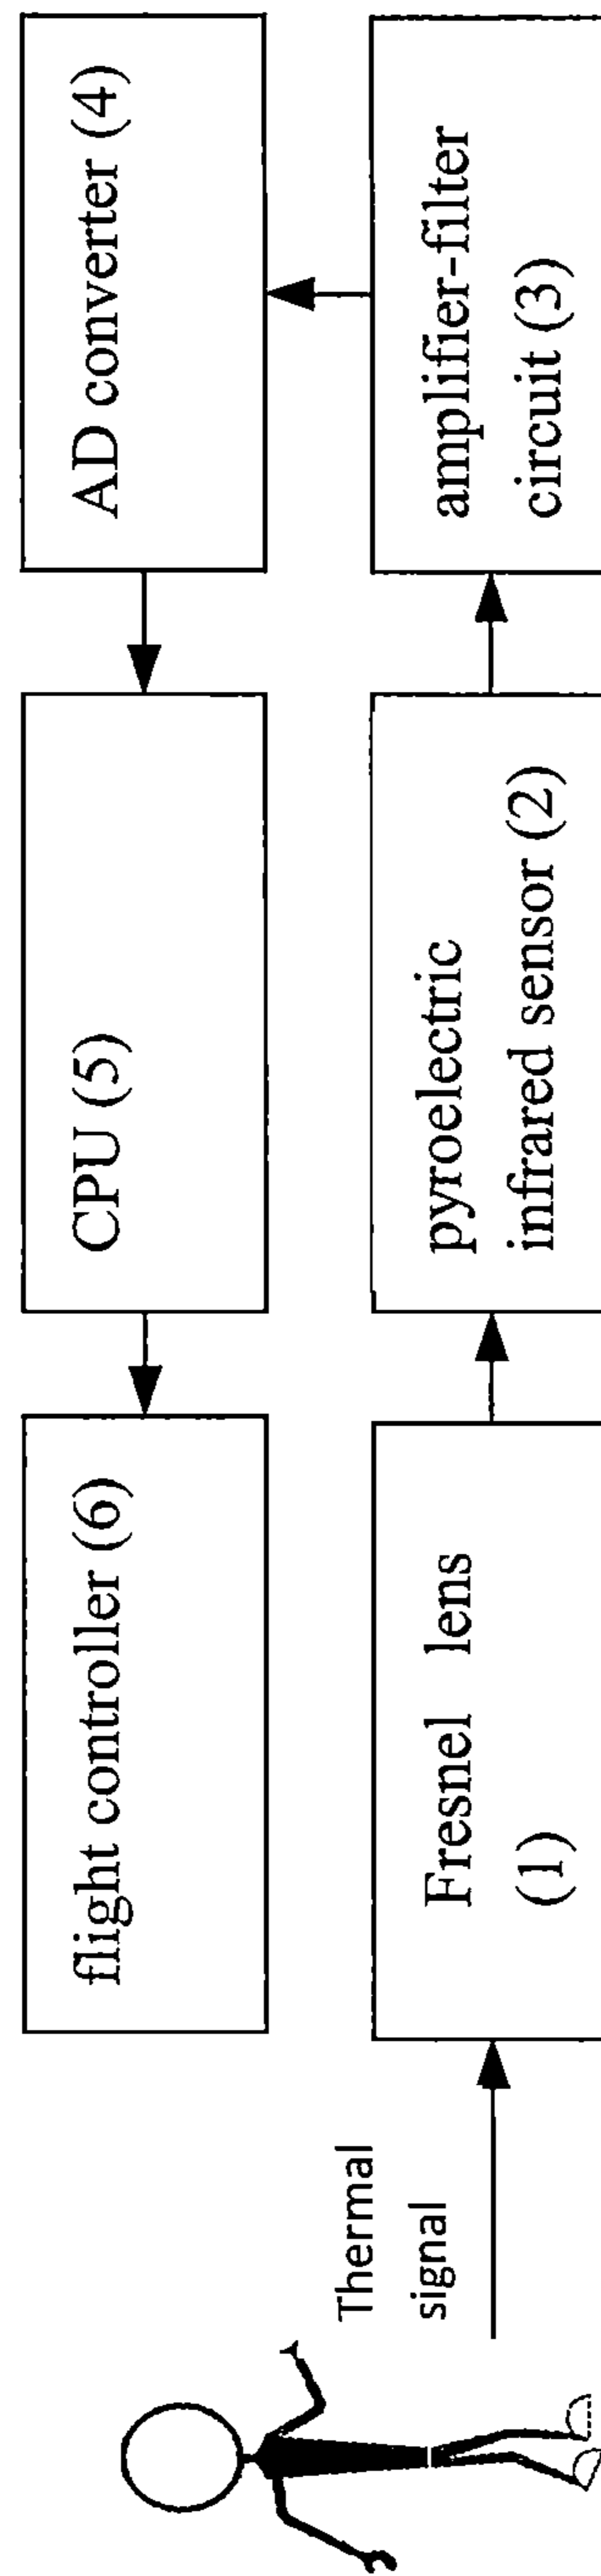 Thermal
signal
Fresnel lens
(1)
pyroelectric
infrared sensor (2)
amplifier-filter
circuit (3)
AD converter (4)
CPU (5)
flight controller (6)